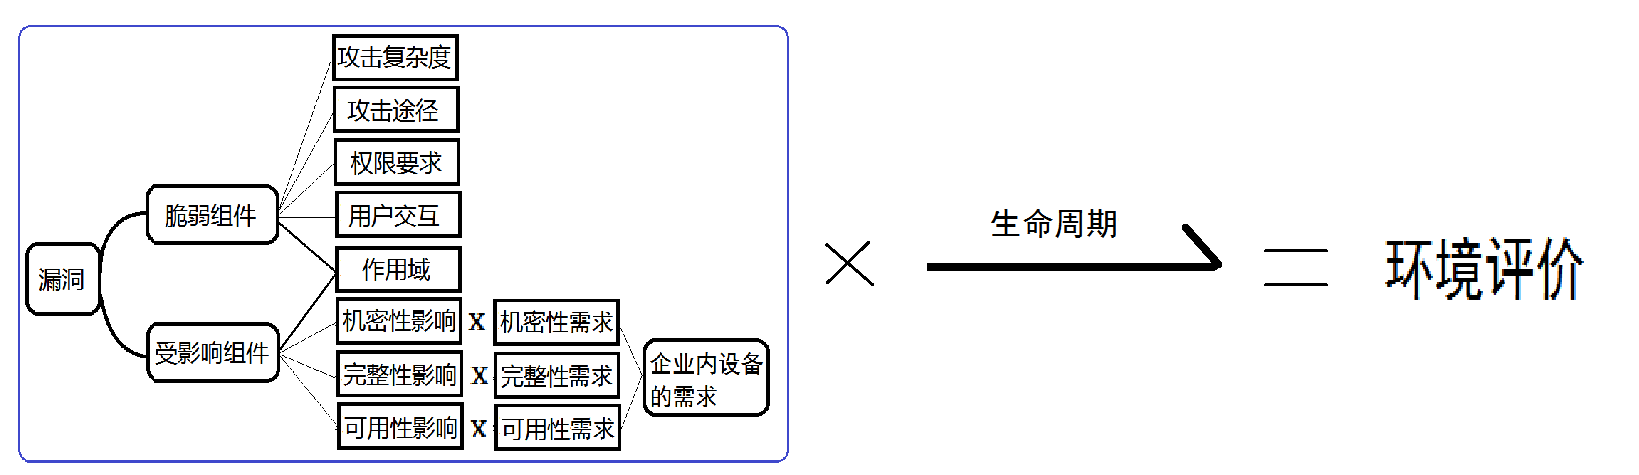 攻击复杂度
攻击途径
权限要求
脆弱组件
用户交互
作用域
漏洞
受影响组件
机密性影响 X 机密性需求
完整性影响 X 完整性需求
可用性影响 X 可用性需求
企业内设备
的需求
×
生命周期
=
环境评价